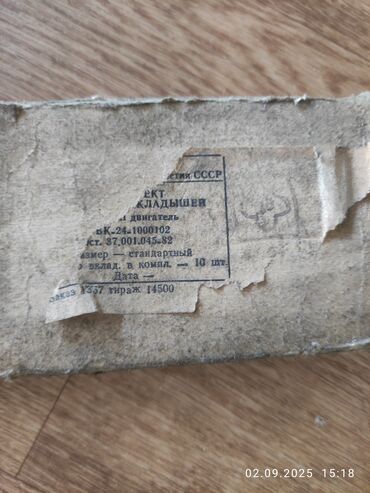 СССР
ЕКТ
КЛАДЫШЕЙ
двигатель
ВК-24-1000102
ст. 37.001.045-82
змер — стандартный
вклад. в компл. — 10 шт.
Дата —
заказ 1357 тираж 14500
02.09.2025 15:18